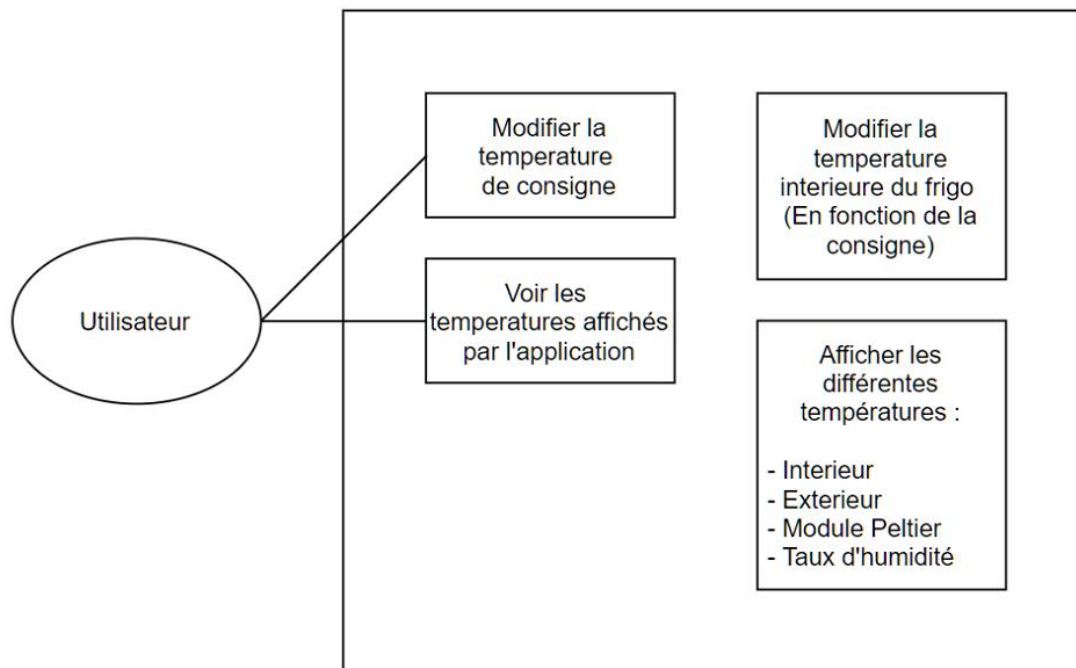 Utilisateur
Modifier la
temperature
de consigne
Voir les
temperatures affichés
par l'application
Modifier la
temperature
interieure du frigo
(En fonction de la
consigne)
Afficher les
différentes
températures :
- Interieur
- Exterieur
- Module Peltier
- Taux d'humidité